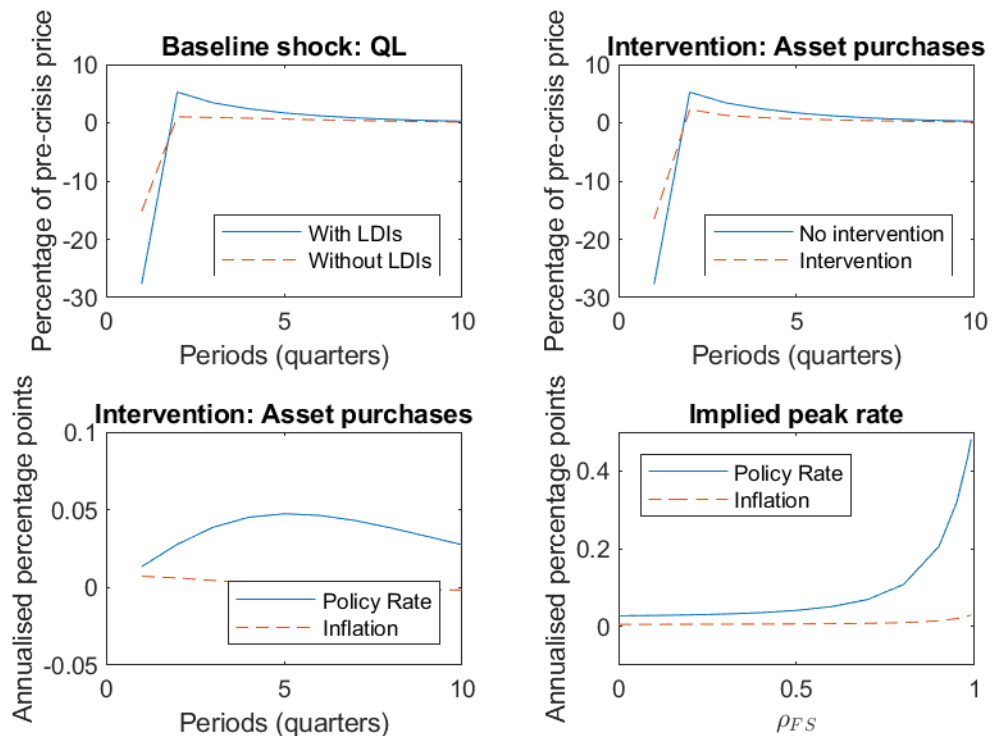 Baseline shock: QL
Percentage of pre-crisis price
10
0
-10
-20
-30
With LDIs
Without LDIs
0
5
10
Periods (quarters)
Intervention: Asset purchases
Percentage of pre-crisis price
10
0
-10
-20
-30
No intervention
Intervention
0
5
10
Periods (quarters)
Intervention: Asset purchases
Annualised percentage points
0.1
0.05
0
-0.05
Policy Rate
Inflation
0
5
10
Periods (quarters)
Implied peak rate
Annualised percentage points
0.4
0.2
0
Policy Rate
Inflation
0
0.5
1
ρFS